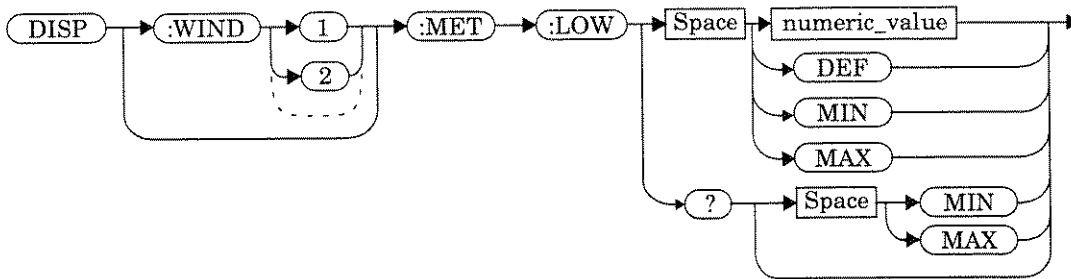 DISP :WIND 1 :MET :LOW Space numeric_value
2 DEF
MIN
MAX
? Space MIN
MAX